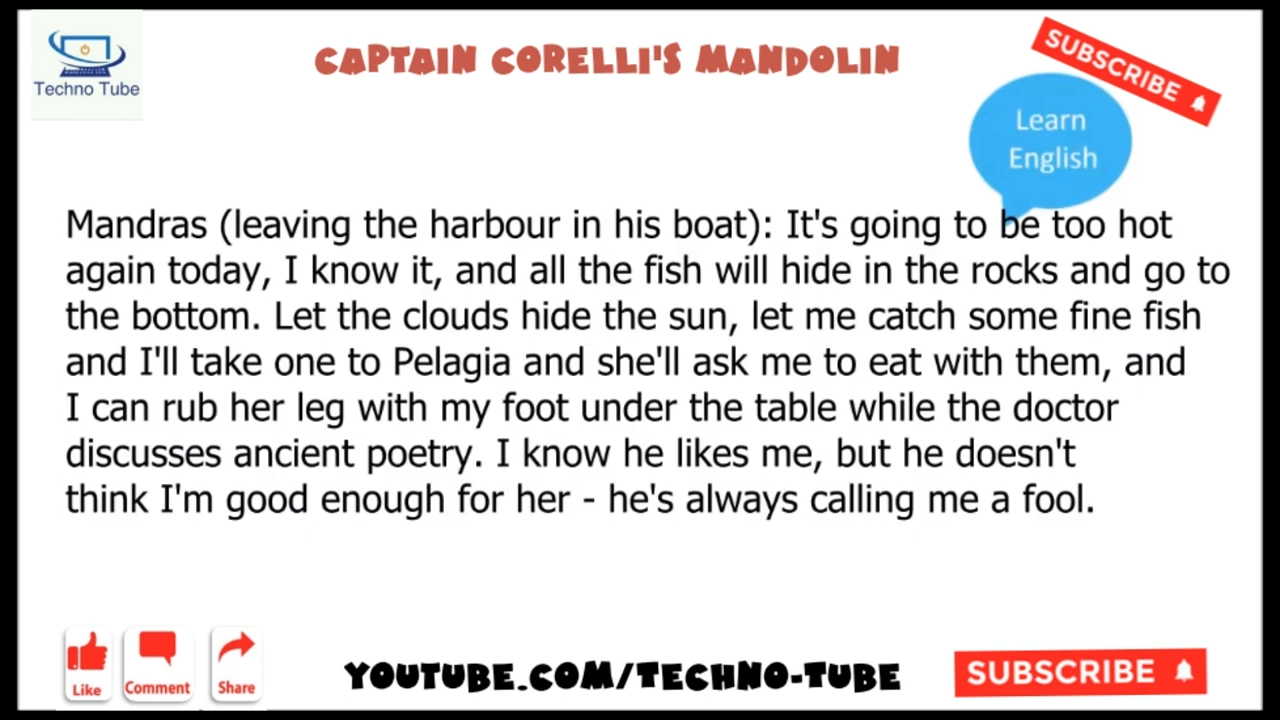 Techno Tube
CAPTAIN CORELLI'S MANDOLIN
SUBSCRIBE
Learn
English
Mandras (leaving the harbour in his boat): It's going to be too hot
again today, I know it, and all the fish will hide in the rocks and go to
the bottom. Let the clouds hide the sun, let me catch some fine fish
and I'll take one to Pelagia and she'll ask me to eat with them, and
I can rub her leg with my foot under the table while the doctor
discusses ancient poetry. I know he likes me, but he doesn't
think I'm good enough for her - he's always calling me a fool.
Like
Comment
Share
YOUTUBE.COM/TECHNO-TUBE
SUBSCRIBE